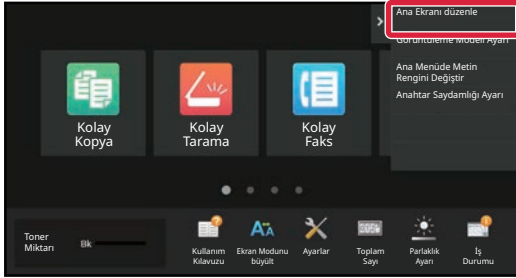 Ana Ekranı düzenle
Görüntüleme Modeli Ayarı
Ana Menüde Metin
Rengini Değiştir
Anahtar Saydamlığı Ayarı
Kolay
Kopya
Kolay
Tarama
Kolay
Faks
Toner
Miktarı
Bk
Kullanım
Kılavuzu
Ekran Modunu
büyült
Ayarlar
Toplam
Sayı
Parlaklık
Ayarı
İş
Durumu